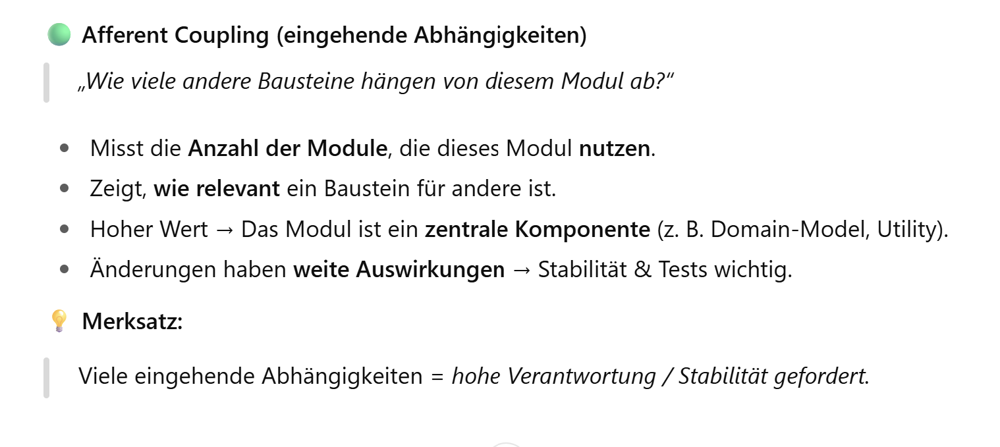 Afferent Coupling (eingehende Abhängigkeiten)
„Wie viele andere Bausteine hängen von diesem Modul ab?“
• Misst die Anzahl der Module, die dieses Modul nutzen.
• Zeigt, wie relevant ein Baustein für andere ist.
• Hoher Wert → Das Modul ist ein zentrale Komponente (z. B. Domain-Model, Utility).
• Änderungen haben weite Auswirkungen → Stabilität & Tests wichtig.
💡 Merksatz:
Viele eingehende Abhängigkeiten = hohe Verantwortung / Stabilität gefordert.